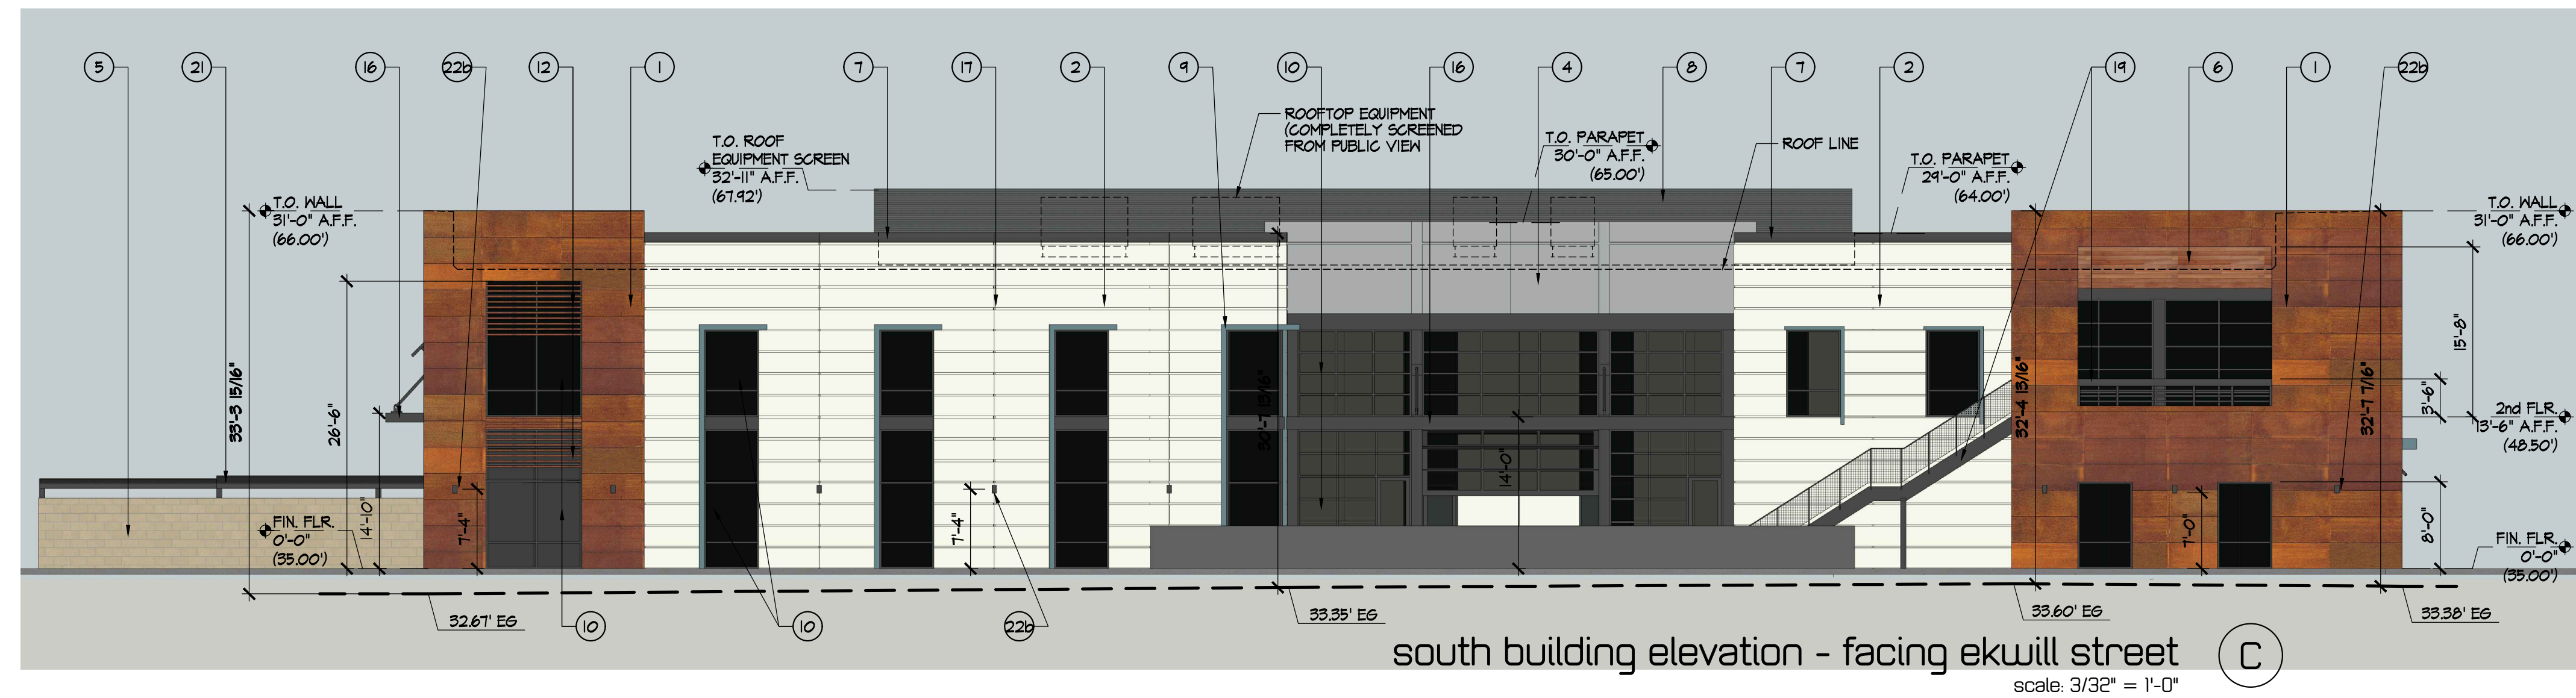 5
21
16
22b
12
1
7
17
2
9
10
16
4
8
7
2
19
6
1
22b
ROOFTOP EQUIPMENT
(COMPLETELY SCREENED
FROM PUBLIC VIEW
T.O. ROOF
EQUIPMENT SCREEN
32'-11" A.F.F.
(67.92')
T.O. PARAPET
30'-0" A.F.F.
(65.00')
ROOF LINE
T.O. PARAPET
29'-0" A.F.F.
(64.00')
T.O. WALL
31'-0" A.F.F.
(66.00')
T.O. WALL
31'-0" A.F.F.
(66.00')
33'-3 15/16"
26'-6"
14'-10"
7'-4"
7'-4"
30'-7 13/16"
14'-0"
32'-4 13/16"
7'-0"
32'-7 7/16"
15'-8"
3'-6"
8'-0"
2nd FLR.
13'-6" A.F.F.
(48.50')
FIN. FLR.
0'-0"
(35.00')
FIN. FLR.
0'-0"
(35.00')
32.67' EG
10
10
22b
33.35' EG
33.60' EG
33.38' EG
south building elevation - facing ekwill street
C
scale: 3/32" = 1'-0"